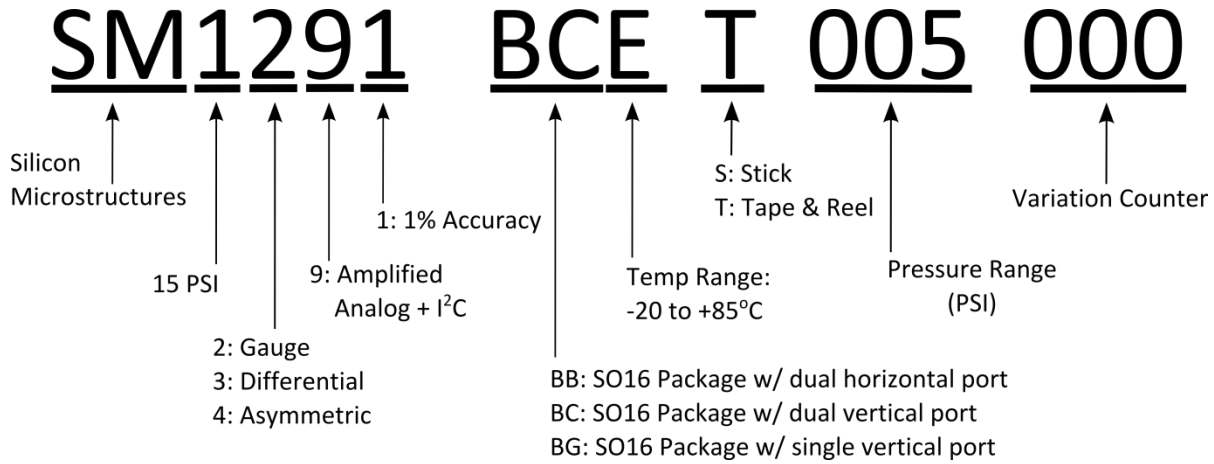 SM1291 BCE T 005 000
Silicon
Microstructures
15 PSI
2: Gauge
3: Differential
4: Asymmetric
9: Amplified
Analog + I²C
1: 1% Accuracy
BB: SO16 Package w/ dual horizontal port
BC: SO16 Package w/ dual vertical port
BG: SO16 Package w/ single vertical port
Temp Range:
-20 to +85°C
S: Stick
T: Tape & Reel
Pressure Range
(PSI)
Variation Counter